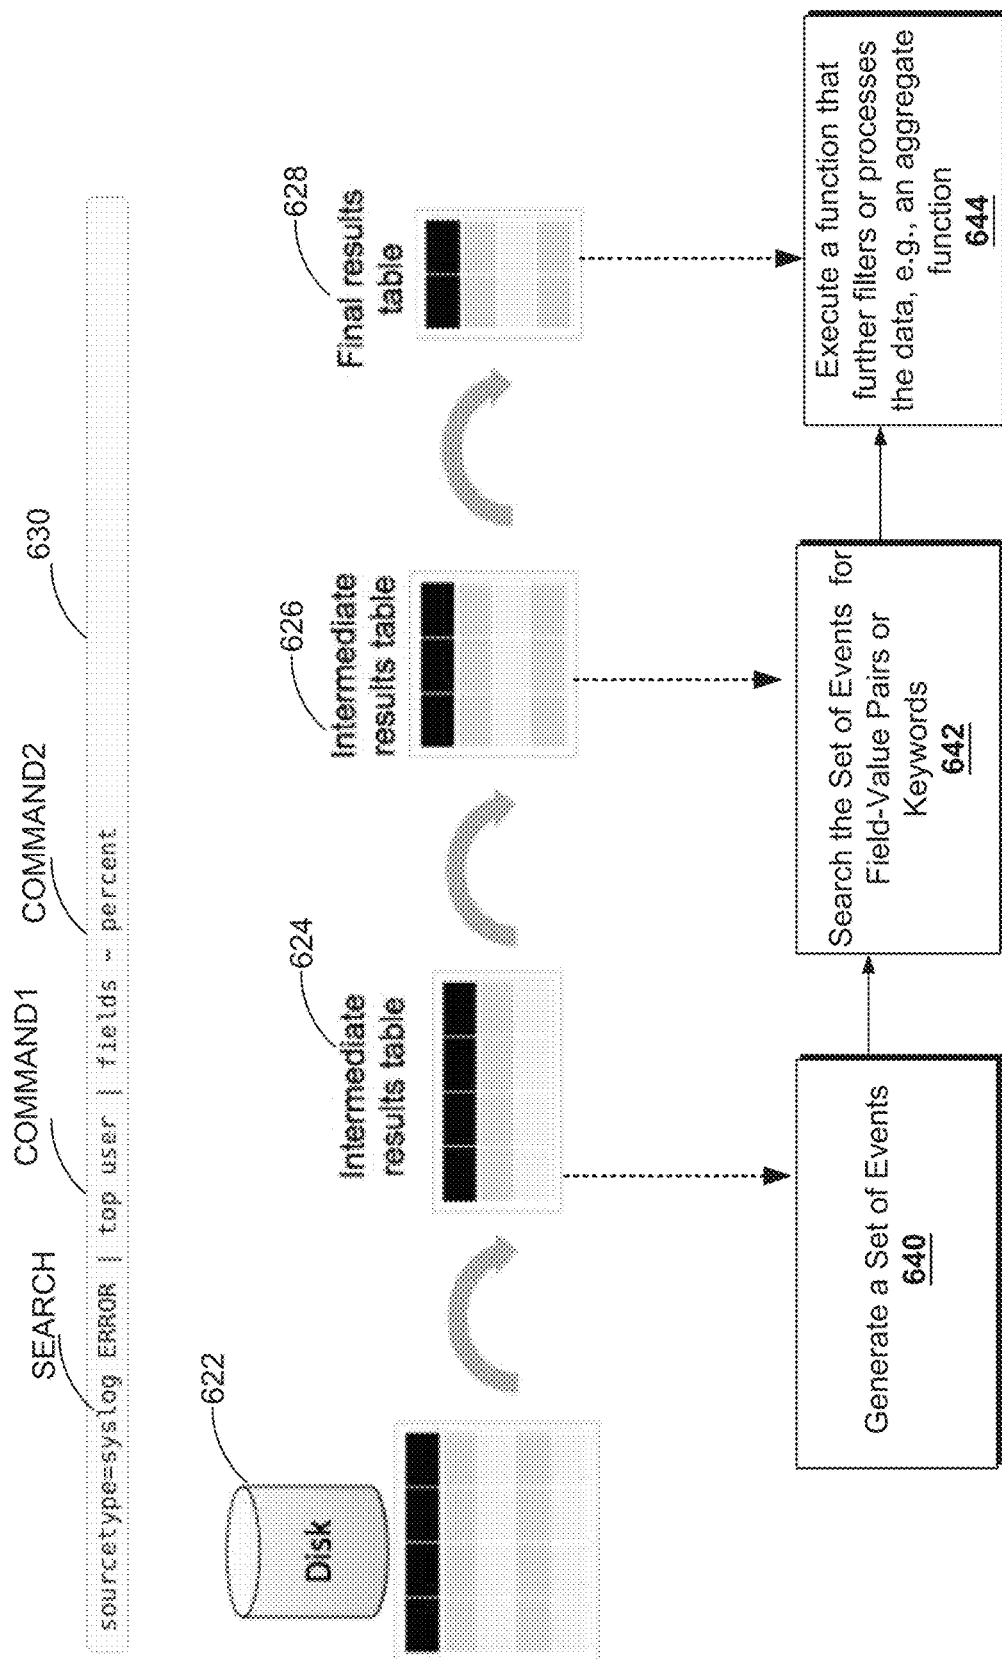 SEARCH
COMMAND1
COMMAND2
630
sourcetype=syslog ERROR | top user | fields - percent
622
Disk
624
Intermediate
results table
626
Intermediate
results table
628
Final results
table
Generate a Set of Events
640
Search the Set of Events for
Field-Value Pairs or
Keywords
642
Execute a function that
further filters or processes
the data, e.g., an aggregate
function
644